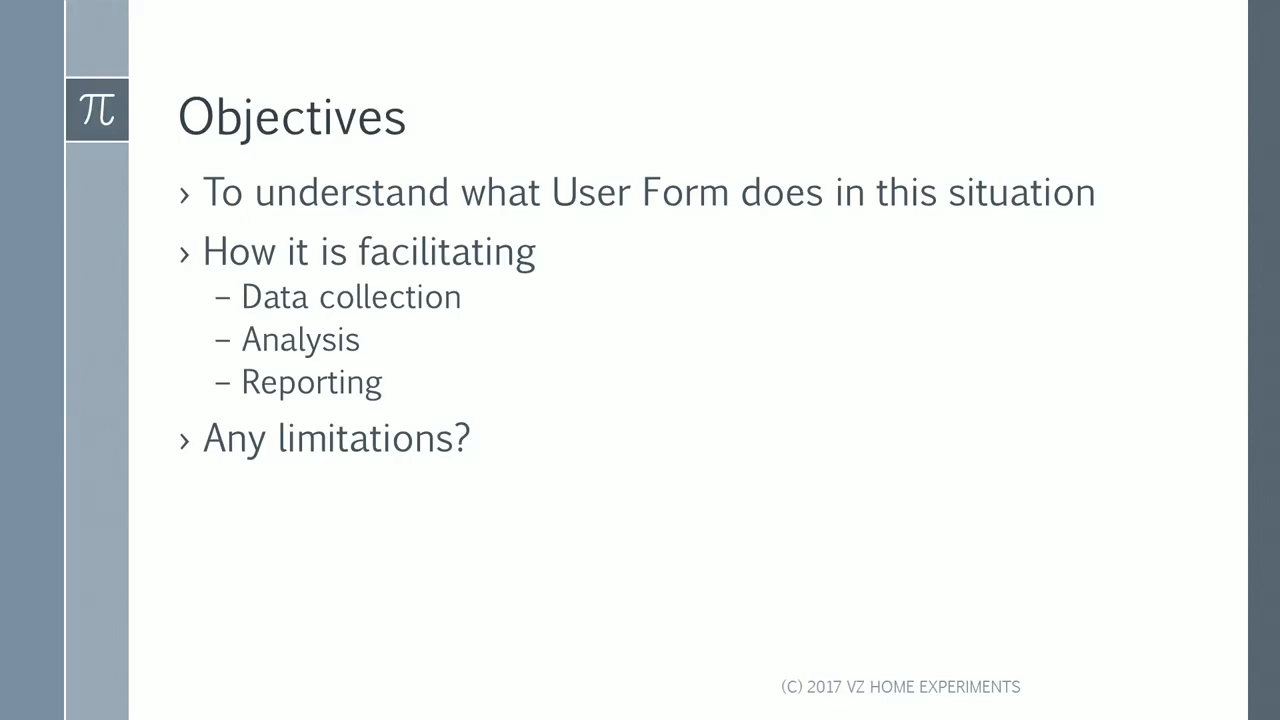 π
Objectives
› To understand what User Form does in this situation
› How it is facilitating
– Data collection
– Analysis
– Reporting
› Any limitations?
(C) 2017 VZ HOME EXPERIMENTS